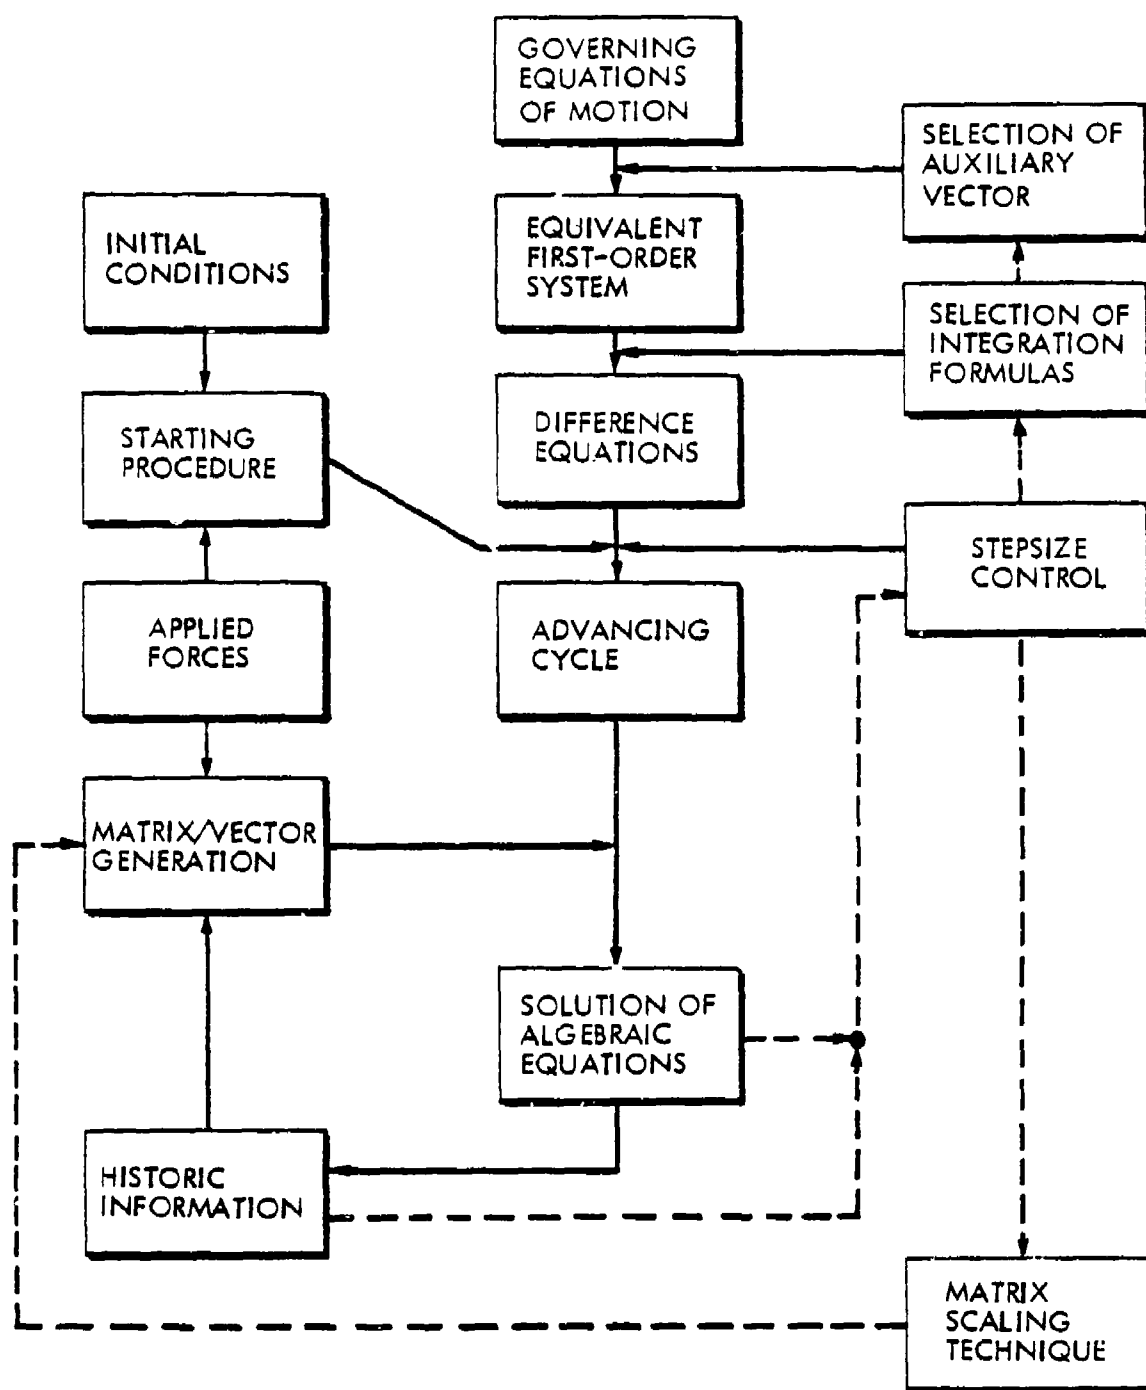 GOVERNING
EQUATIONS
OF MOTION
SELECTION OF
AUXILIARY
VECTOR
INITIAL
CONDITIONS
EQUIVALENT
FIRST-ORDER
SYSTEM
SELECTION OF
INTEGRATION
FORMULAS
STARTING
PROCEDURE
DIFFERENCE
EQUATIONS
STEPSIZE
CONTROL
APPLIED
FORCES
ADVANCING
CYCLE
MATRIX/VECTOR
GENERATION
SOLUTION OF
ALGEBRAIC
EQUATIONS
HISTORIC
INFORMATION
MATRIX
SCALING
TECHNIQUE